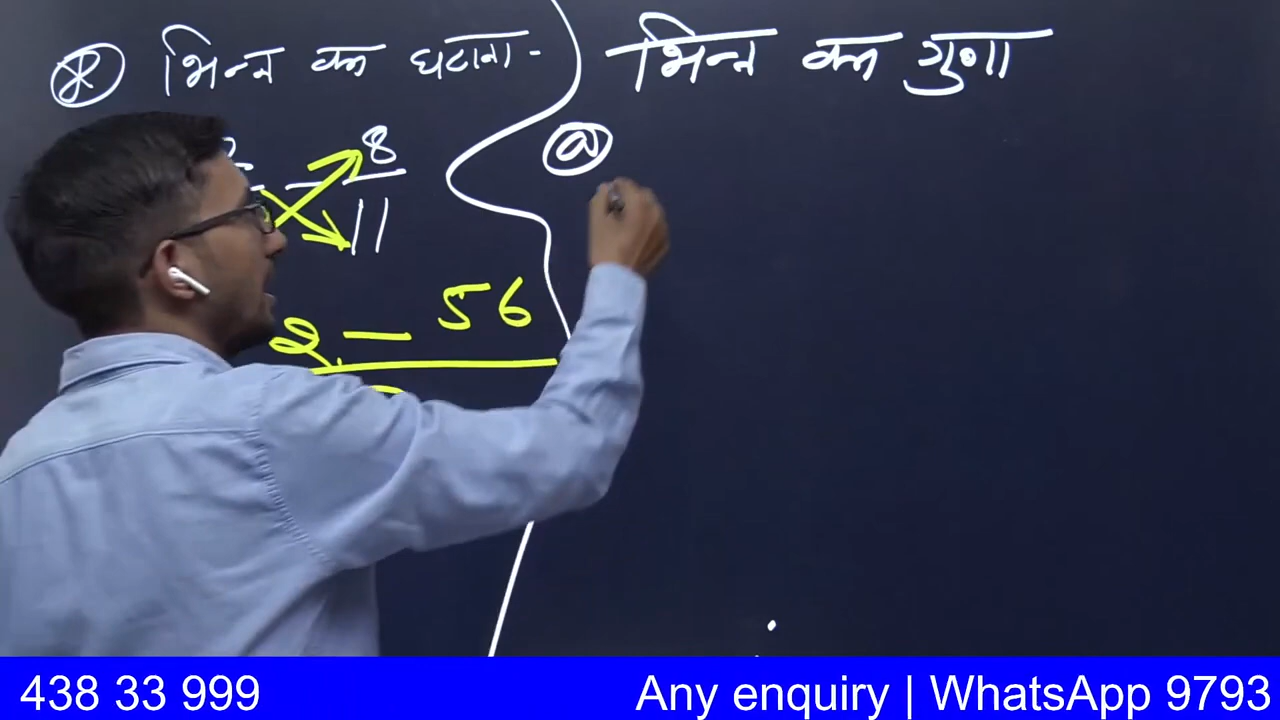 * भिन्न का घटाना -
— 8
11
— 56
भिन्न का गुणा
a
438 33 999
Any enquiry | WhatsApp 9793